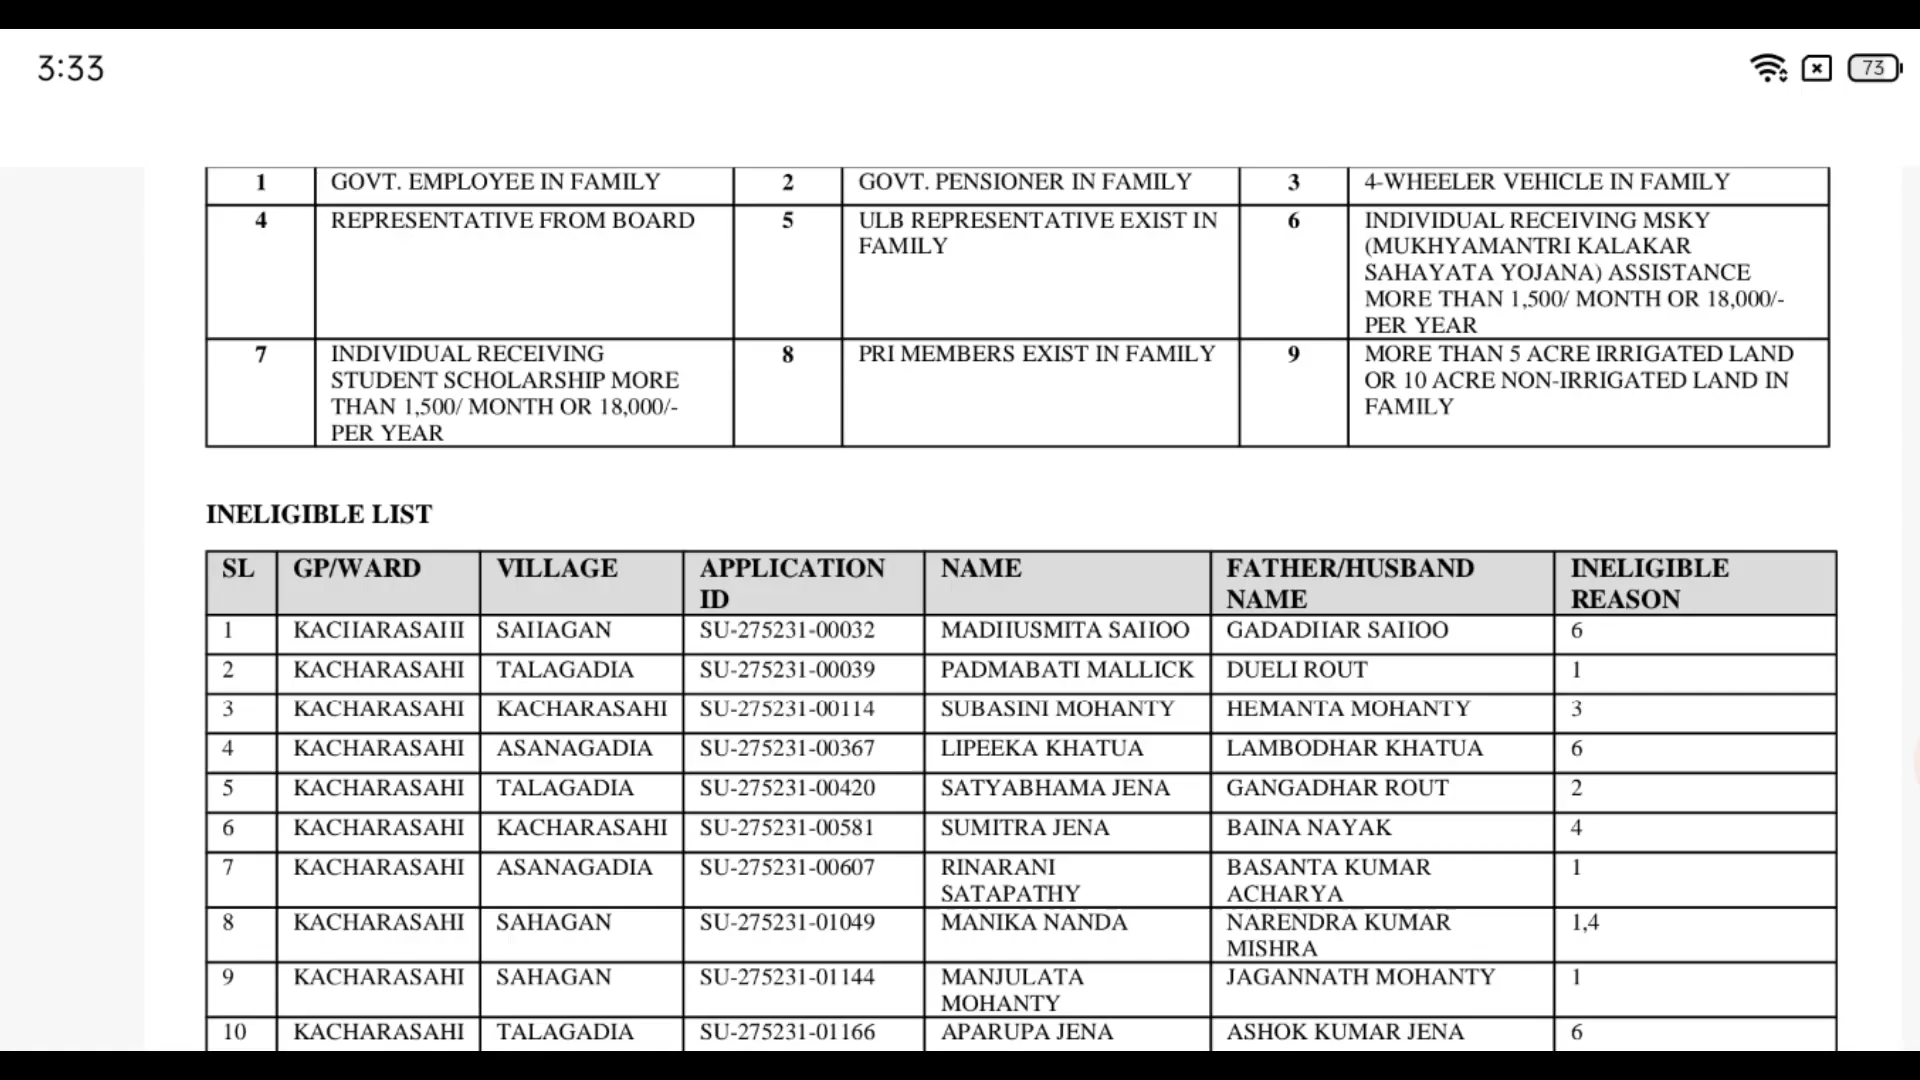 3:33
73
1 GOVT. EMPLOYEE IN FAMILY 2 GOVT. PENSIONER IN FAMILY 3 4-WHEELER VEHICLE IN FAMILY
4 REPRESENTATIVE FROM BOARD 5 ULB REPRESENTATIVE EXIST IN 6 INDIVIDUAL RECEIVING MSKY
FAMILY (MUKHYAMANTRI KALAKAR
SAHAYATA YOJANA) ASSISTANCE
MORE THAN 1,500/ MONTH OR 18,000/-
PER YEAR
7 INDIVIDUAL RECEIVING 8 PRI MEMBERS EXIST IN FAMILY 9 MORE THAN 5 ACRE IRRIGATED LAND
STUDENT SCHOLARSHIP MORE OR 10 ACRE NON-IRRIGATED LAND IN
THAN 1,500/ MONTH OR 18,000/- FAMILY
PER YEAR
INELIGIBLE LIST
SL GP/WARD VILLAGE APPLICATION NAME FATHER/HUSBAND INELIGIBLE
ID NAME REASON
1 KACHARASAHI SAHAGAN SU-275231-00032 MADHUSMITA SAHOO GADADHAR SAHOO 6
2 KACHARASAHI TALAGADIA SU-275231-00039 PADMABATI MALLICK DUELI ROUT 1
3 KACHARASAHI KACHARASAHI SU-275231-00114 SUBASINI MOHANTY HEMANTA MOHANTY 3
4 KACHARASAHI ASANAGADIA SU-275231-00367 LIPEEKA KHATUA LAMBODHAR KHATUA 6
5 KACHARASAHI TALAGADIA SU-275231-00420 SATYABHAMA JENA GANGADHAR ROUT 2
6 KACHARASAHI KACHARASAHI SU-275231-00581 SUMITRA JENA BAINA NAYAK 4
7 KACHARASAHI ASANAGADIA SU-275231-00607 RINARANI BASANTA KUMAR 1
SATAPATHY ACHARYA
8 KACHARASAHI SAHAGAN SU-275231-01049 MANIKA NANDA NARENDRA KUMAR 1,4
MISHRA
9 KACHARASAHI SAHAGAN SU-275231-01144 MANJULATA JAGANNATH MOHANTY 1
MOHANTY
10 KACHARASAHI TALAGADIA SU-275231-01166 APARUPA JENA ASHOK KUMAR JENA 6